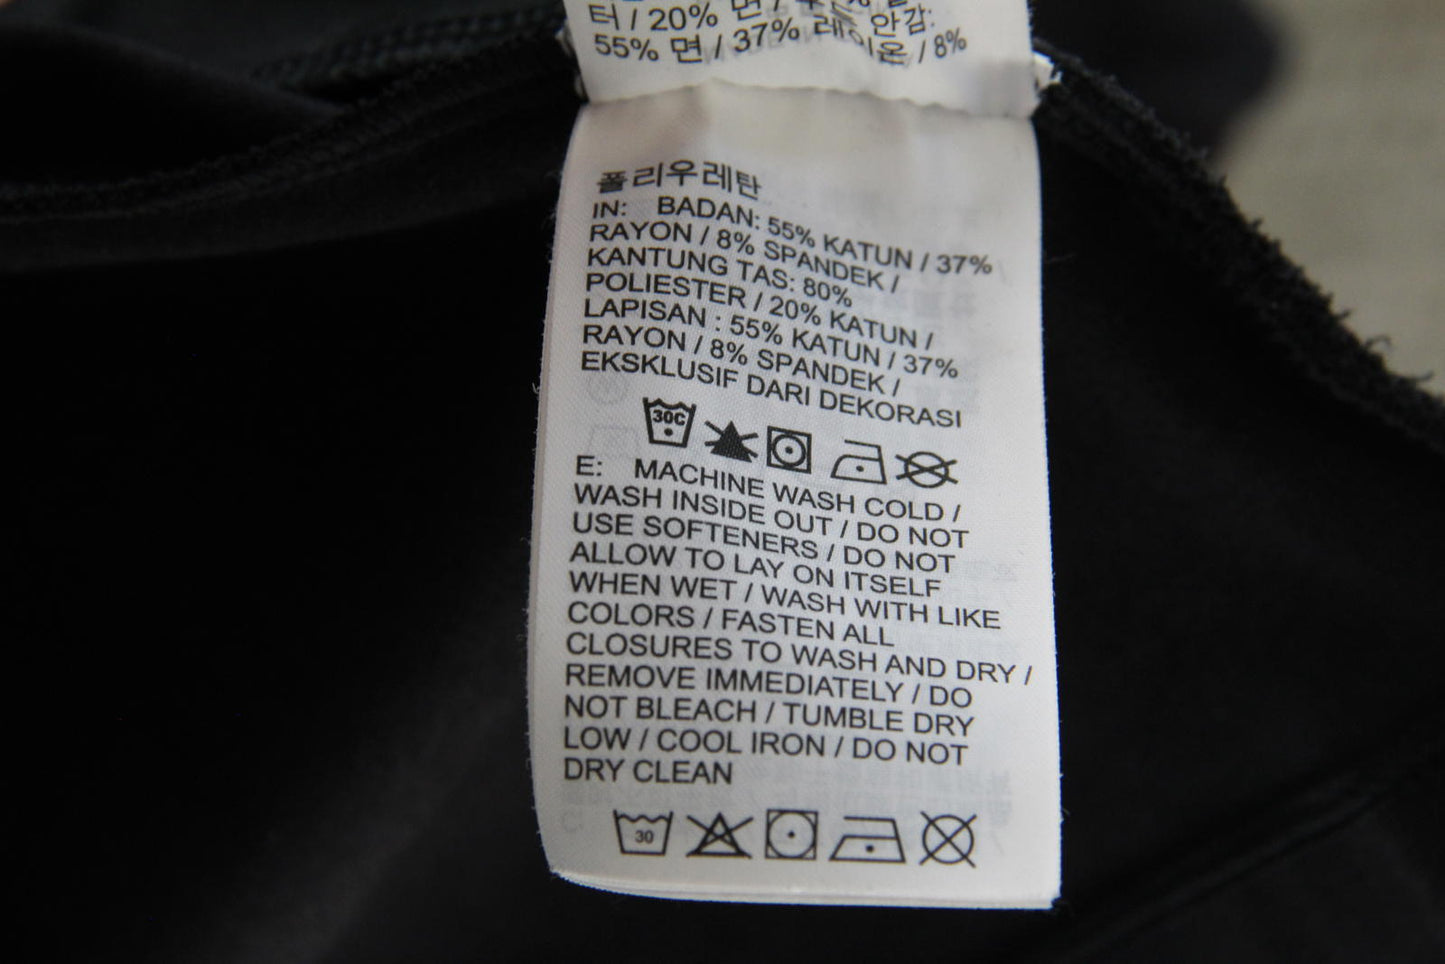 터 / 20% 면 /
안감:
55% 면 / 37% 레이온 / 8%
폴리우레탄
IN: BADAN: 55% KATUN / 37%
RAYON / 8% SPANDEK /
KANTUNG TAS: 80%
POLIESTER / 20% KATUN /
LAPISAN : 55% KATUN / 37%
RAYON / 8% SPANDEK /
EKSKLUSIF DARI DEKORASI
30C
E: MACHINE WASH COLD /
WASH INSIDE OUT / DO NOT
USE SOFTENERS / DO NOT
ALLOW TO LAY ON ITSELF
WHEN WET / WASH WITH LIKE
COLORS / FASTEN ALL
CLOSURES TO WASH AND DRY /
REMOVE IMMEDIATELY / DO
NOT BLEACH / TUMBLE DRY
LOW / COOL IRON / DO NOT
DRY CLEAN
30